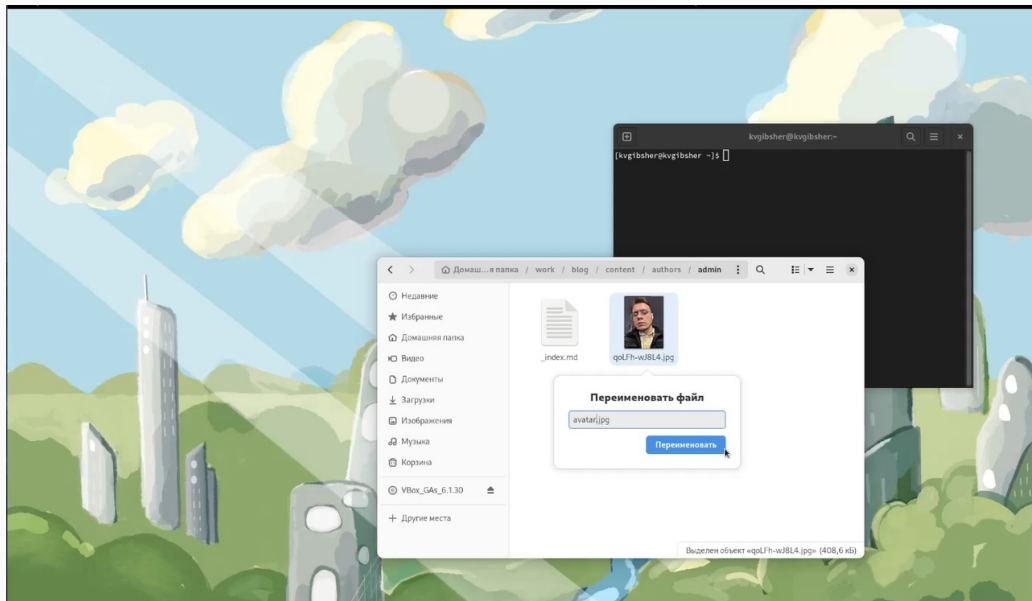 kvgibsher@kvgibsher:~
[kvgibsher@kvgibsher ~]$
Домаш...я папка / work / blog / content / authors / admin
Недавние
Избранные
Домашняя папка
Видео
Документы
Загрузки
Изображения
Музыка
Корзина
VBox_GAs_6.1.30
Другие места
_index.md
qoLFh-wJ8L4.jpg
Переименовать файл
avatar.jpg
Переименовать
Выделен объект «qoLFh-wJ8L4.jpg» (408,6 кБ)